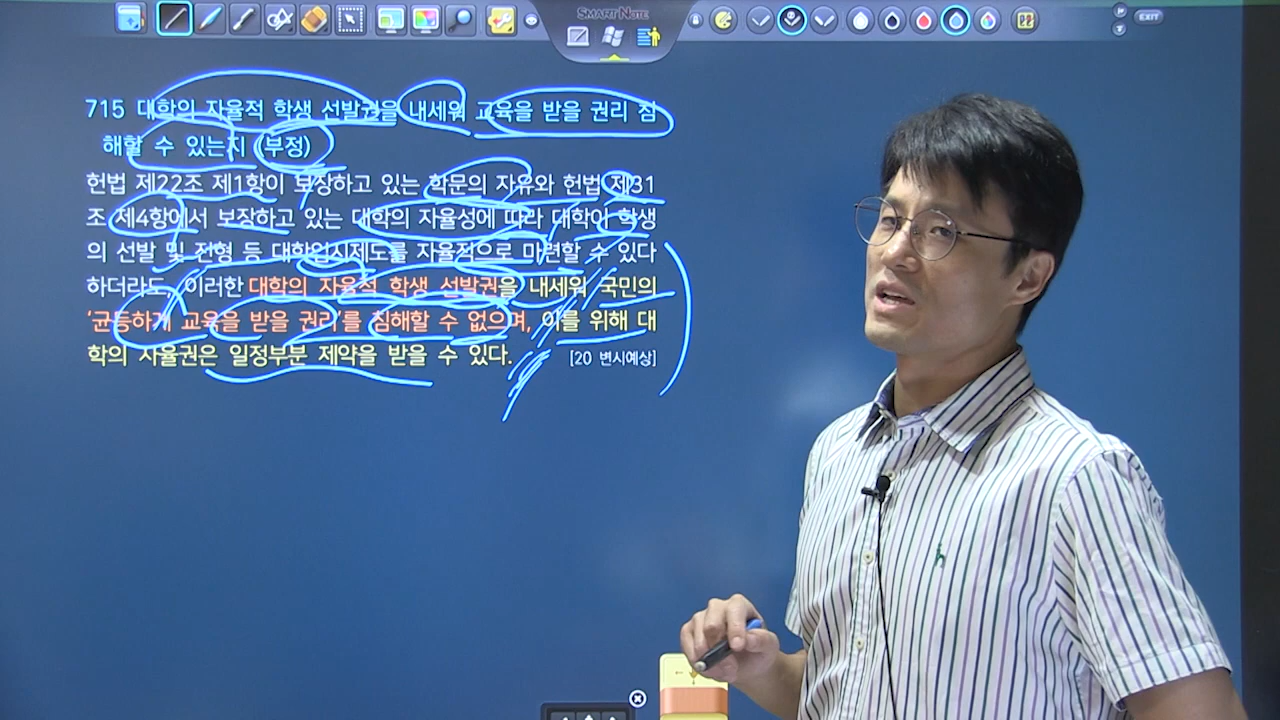 SMART NOTE
EXIT
715 대학의 자율적 학생 선발권을 내세워 교육을 받을 권리 침
해할 수 있는지 (부정)
헌법 제22조 제1항이 보장하고 있는 학문의 자유와 헌법 제31
조 제4항에서 보장하고 있는 대학의 자율성에 따라 대학이 학생
의 선발 및 전형 등 대학입시제도를 자율적으로 마련할 수 있다
하더라도, 이러한 대학의 자율적 학생 선발권을 내세워 국민의
‘균등하게 교육을 받을 권리’를 침해할 수 없으며, 이를 위해 대
학의 자율권은 일정부분 제약을 받을 수 있다.
[20 변시예상]